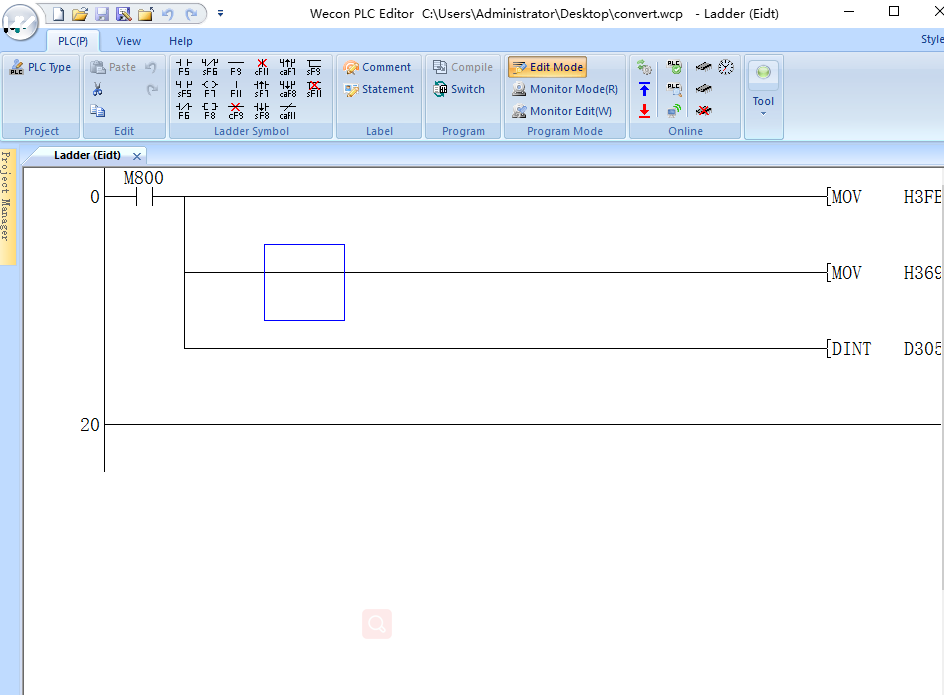 Wecon PLC Editor C:\Users\Administrator\Desktop\convert.wcp - Ladder (Eidt)
PLC(P) View Help Style
PLC Type Paste F5 sF6 F9 cF11 caF1 sF9 Comment Compile Edit Mode
sF5 F7 F11 sF7 caF8 sF11 Statement Switch Monitor Mode(R) Tool
F6 F8 cF9 sF8 caf11 Monitor Edit(W)
Project Edit Ladder Symbol Label Program Program Mode Online
Project Manager
Ladder (Eidt)
M800
0 [MOV H3FE
[MOV H369
[DINT D305
20